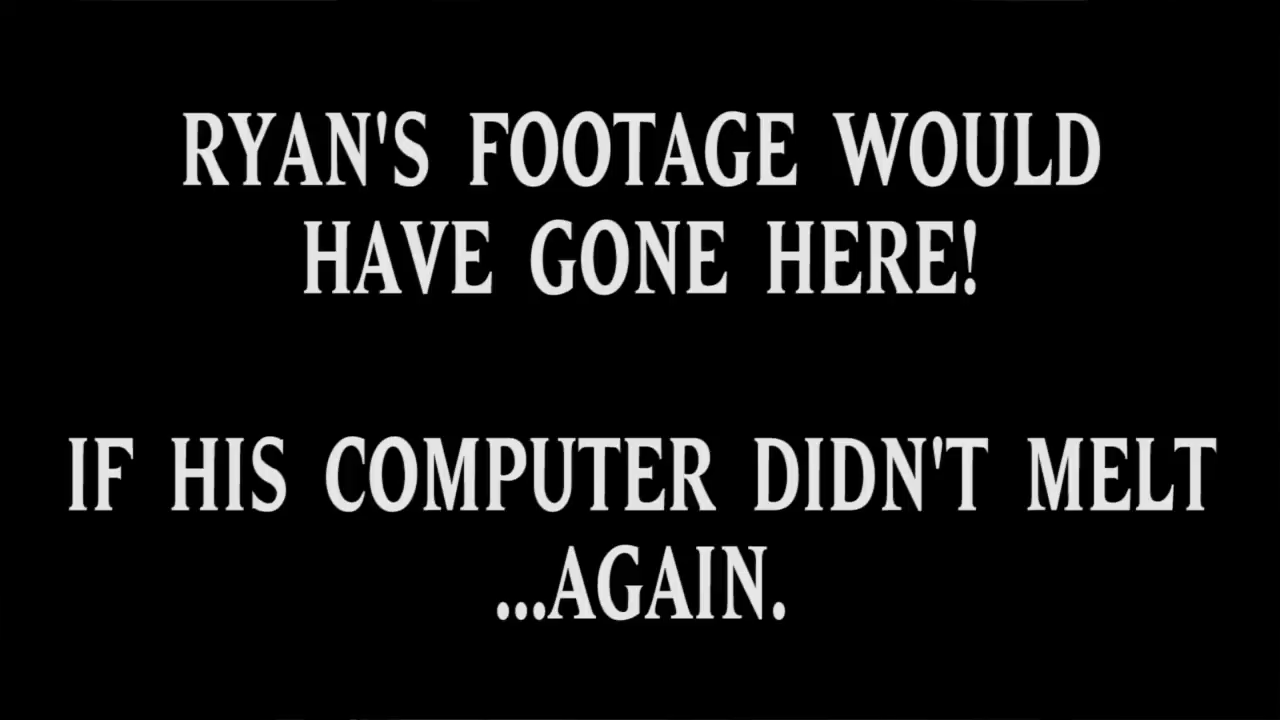 RYAN'S FOOTAGE WOULD
HAVE GONE HERE!
IF HIS COMPUTER DIDN'T MELT
...AGAIN.